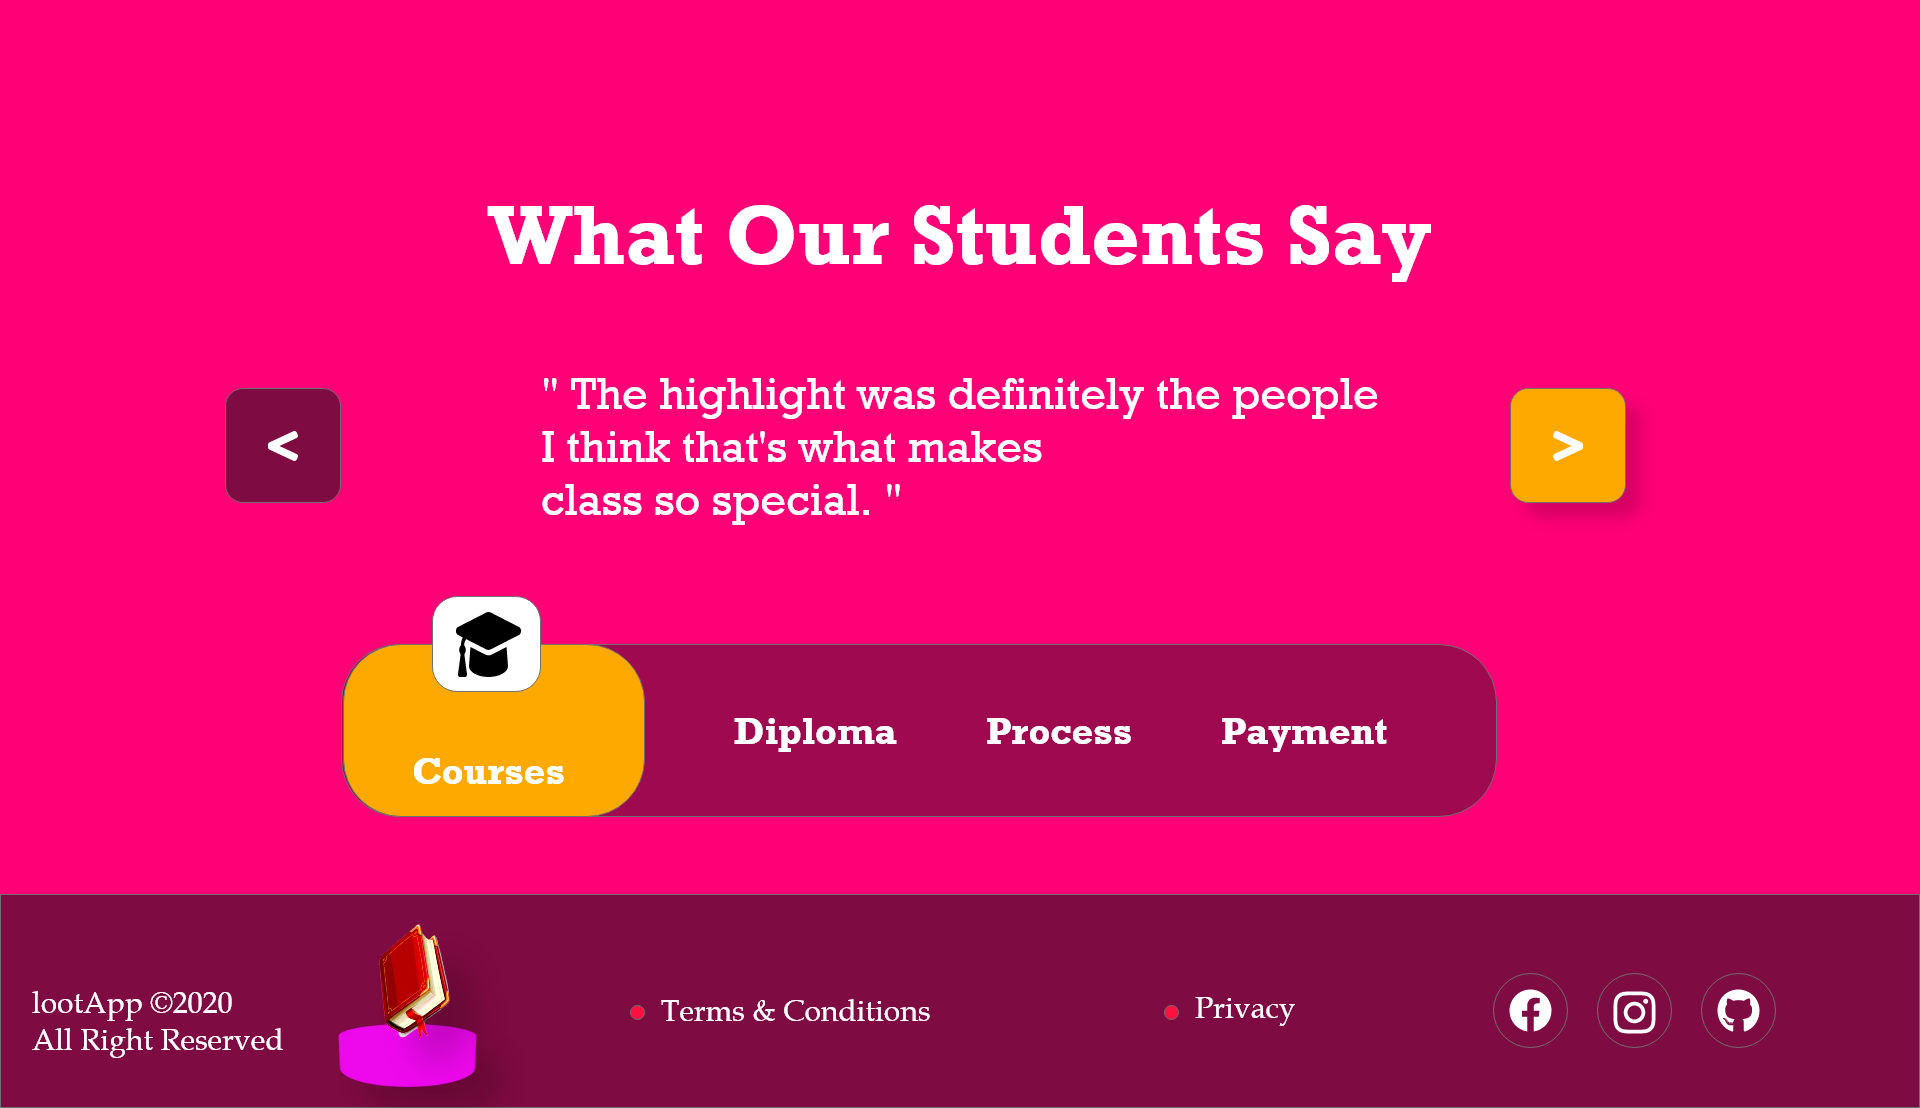 What Our Students Say
" The highlight was definitely the people
I think that's what makes
class so special. "
<
>
Courses
Diploma
Process
Payment
lootApp ©2020
All Right Reserved
Terms & Conditions
Privacy